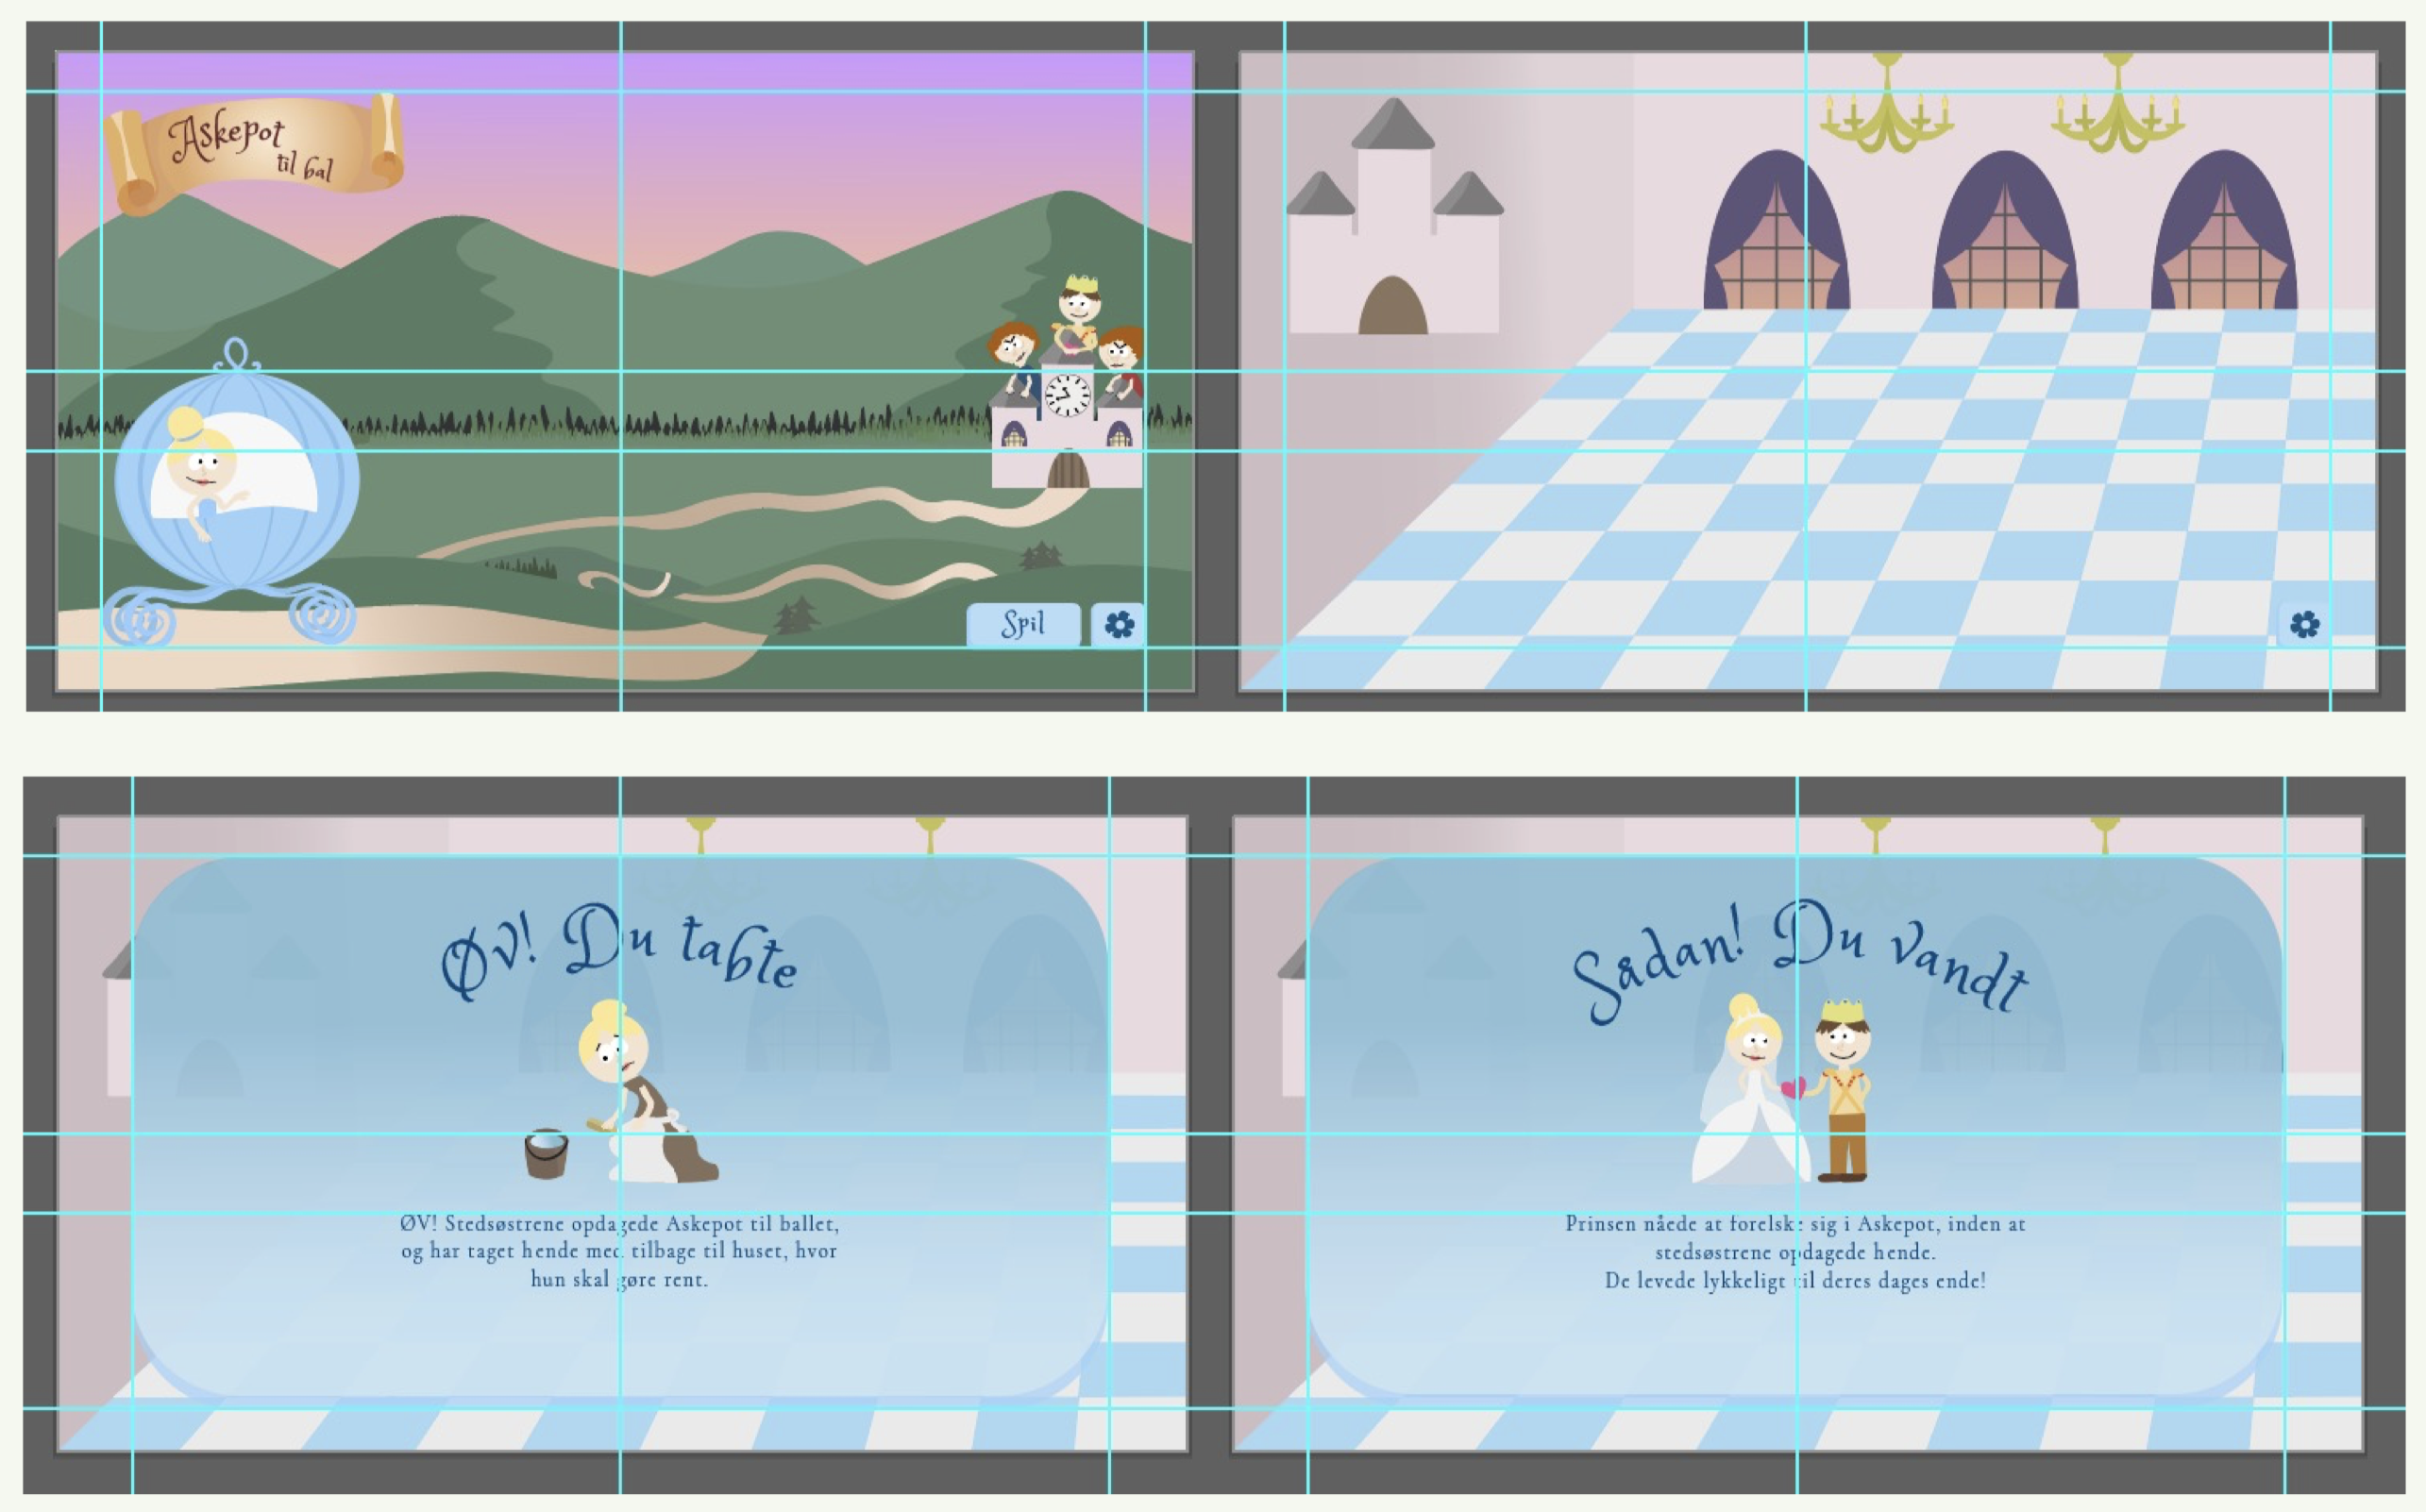 Askepot
til bal
Spil
Øv! Du tabte
ØV! Stedsøstrene opdagede Askepot til ballet,
og har taget hende med tilbage til huset, hvor
hun skal gøre rent.
Sådan! Du vandt
Prinsen nåede at forelske sig i Askepot, inden at
stedsøstrene opdagede hende.
De levede lykkeligt til deres dages ende!